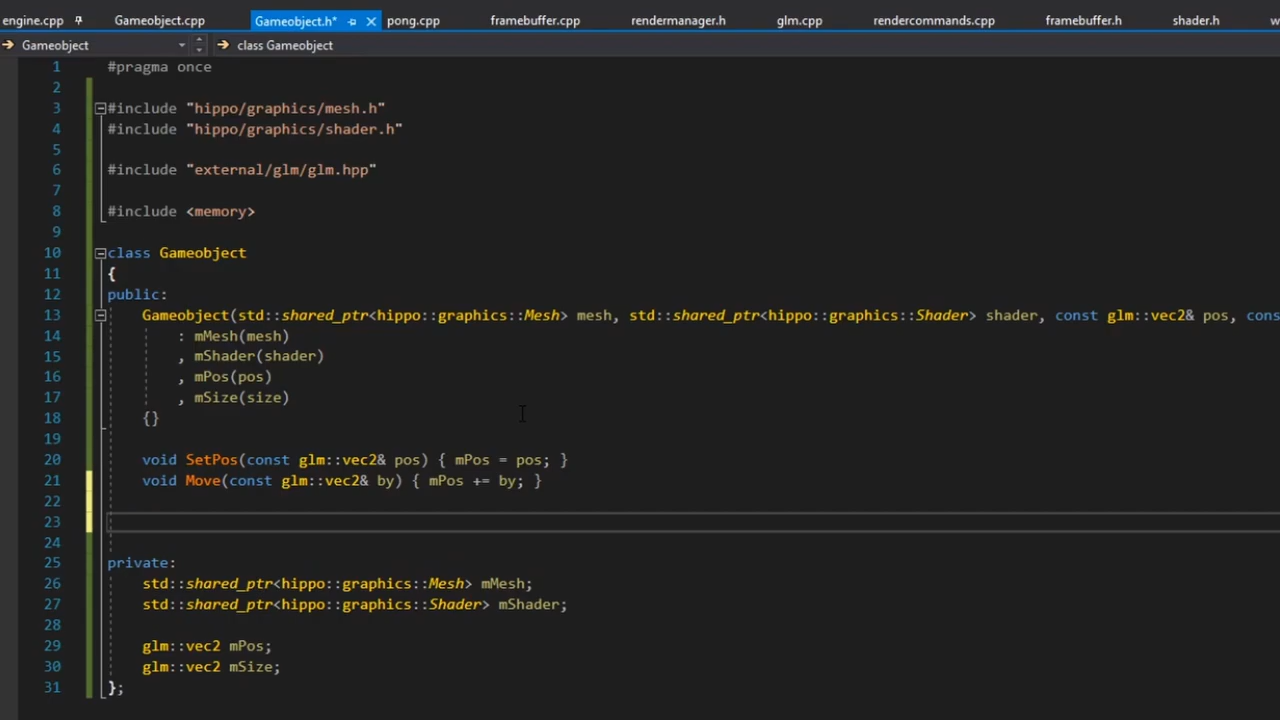 engine.cpp Gameobject.cpp Gameobject.h* pong.cpp framebuffer.cpp rendermanager.h glm.cpp rendercommands.cpp framebuffer.h shader.h
Gameobject class Gameobject
1 #pragma once
2
3 #include "hippo/graphics/mesh.h"
4 #include "hippo/graphics/shader.h"
5
6 #include "external/glm/glm.hpp"
7
8 #include <memory>
9
10 class Gameobject
11 {
12 public:
13 Gameobject(std::shared_ptr<hippo::graphics::Mesh> mesh, std::shared_ptr<hippo::graphics::Shader> shader, const glm::vec2& pos, cons
14 : mMesh(mesh)
15 , mShader(shader)
16 , mPos(pos)
17 , mSize(size)
18 {}
19
20 void SetPos(const glm::vec2& pos) { mPos = pos; }
21 void Move(const glm::vec2& by) { mPos += by; }
22
23
24
25 private:
26 std::shared_ptr<hippo::graphics::Mesh> mMesh;
27 std::shared_ptr<hippo::graphics::Shader> mShader;
28
29 glm::vec2 mPos;
30 glm::vec2 mSize;
31 };